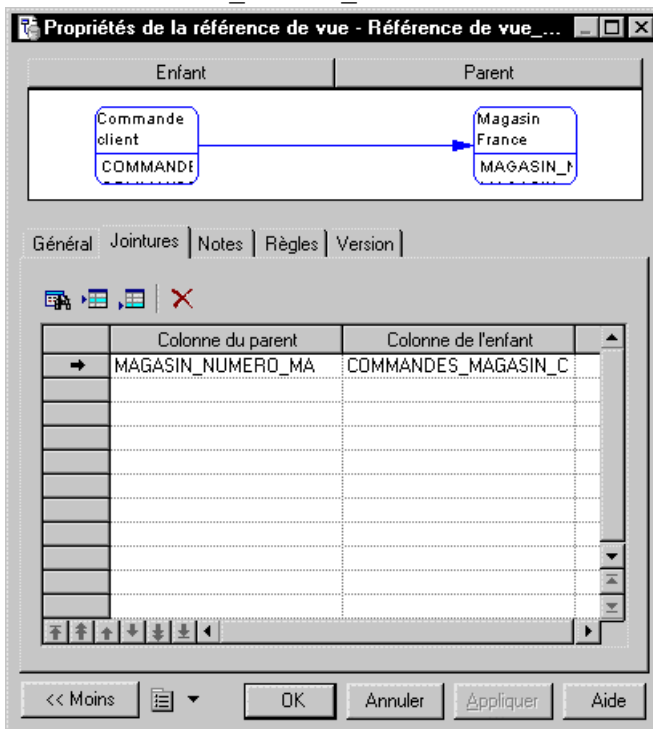 Propriétés de la référence de vue - Référence de vue_...
Enfant Parent
Commande
client
COMMANDE
Magasin
France
MAGASIN_N
Général Jointures Notes Règles Version
Colonne du parent Colonne de l'enfant
MAGASIN_NUMERO_MA COMMANDES_MAGASIN_C
<< Moins OK Annuler Appliquer Aide